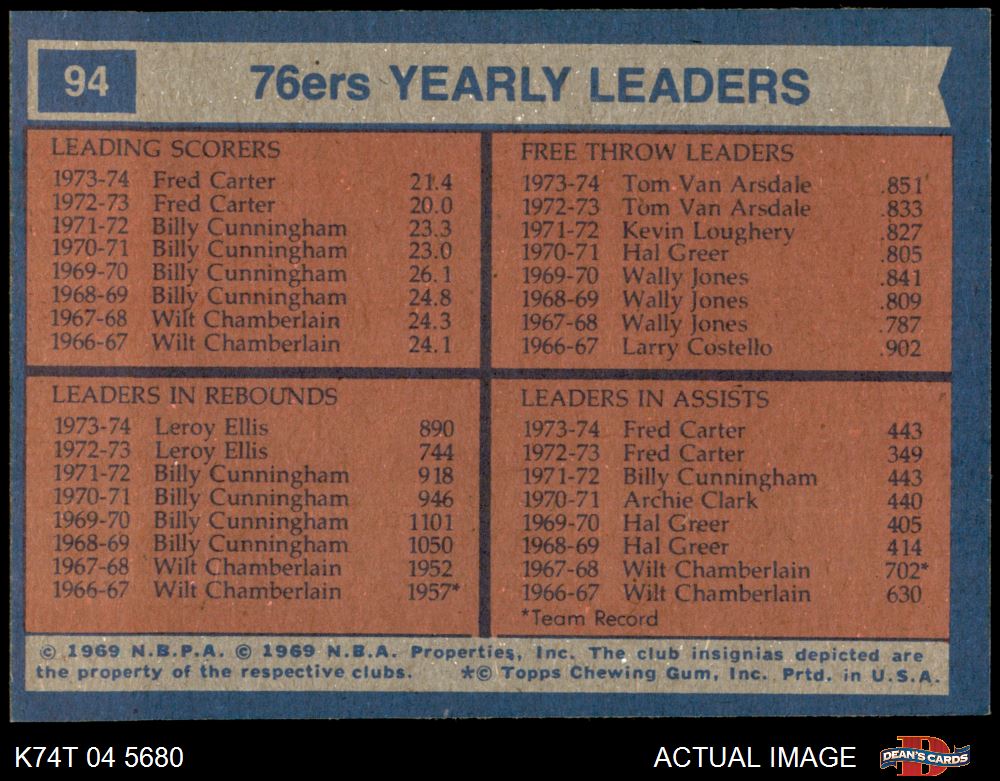 94 76ers YEARLY LEADERS
LEADING SCORERS
1973-74 Fred Carter 21.4
1972-73 Fred Carter 20.0
1971-72 Billy Cunningham 23.3
1970-71 Billy Cunningham 23.0
1969-70 Billy Cunningham 26.1
1968-69 Billy Cunningham 24.8
1967-68 Wilt Chamberlain 24.3
1966-67 Wilt Chamberlain 24.1
FREE THROW LEADERS
1973-74 Tom Van Arsdale .851
1972-73 Tom Van Arsdale .833
1971-72 Kevin Loughery .827
1970-71 Hal Greer .805
1969-70 Wally Jones .841
1968-69 Wally Jones .809
1967-68 Wally Jones .787
1966-67 Larry Costello .902
LEADERS IN REBOUNDS
1973-74 Leroy Ellis 890
1972-73 Leroy Ellis 744
1971-72 Billy Cunningham 918
1970-71 Billy Cunningham 946
1969-70 Billy Cunningham 1101
1968-69 Billy Cunningham 1050
1967-68 Wilt Chamberlain 1952
1966-67 Wilt Chamberlain 1957*
LEADERS IN ASSISTS
1973-74 Fred Carter 443
1972-73 Fred Carter 349
1971-72 Billy Cunningham 443
1970-71 Archie Clark 440
1969-70 Hal Greer 405
1968-69 Hal Greer 414
1967-68 Wilt Chamberlain 702*
1966-67 Wilt Chamberlain 630
*Team Record
© 1969 N.B.P.A. © 1969 N.B.A. Properties, Inc. The club insignias depicted are
the property of the respective clubs. *© Topps Chewing Gum, Inc. Prtd. in U.S.A.
K74T 04 5680 ACTUAL IMAGE D DEAN'S CARDS